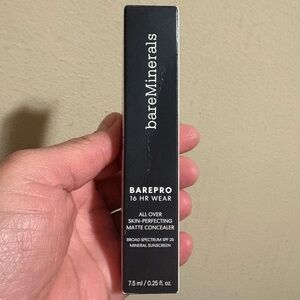 bareMinerals
BAREPRO
16 HR WEAR
ALL OVER
SKIN-PERFECTING
MATTE CONCEALER
BROAD SPECTRUM SPF 25
MINERAL SUNSCREEN
7.5 ml / 0.25 fl. oz.